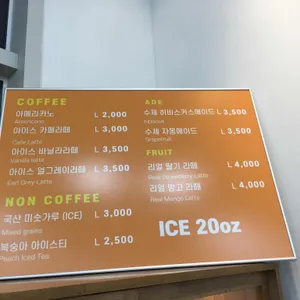 COFFEE
아메리카노 L 2,000
Americano
아이스 카페라떼 L 3,000
Cafe Latte
아이스 바닐라라떼 L 3,500
Vanilla latte
아이스 얼그레이라떼 L 3,500
Earl Grey Latte
NON COFFEE
국산 미숫가루 (ICE) L 3,000
Mixed grains
복숭아 아이스티 L 2,500
Peach Iced Tea
ADE
수제 히비스커스에이드 L 3,500
수제 자몽에이드 L 3,500
Grapefruit
FRUIT
리얼 딸기 라떼 L 4,000
Real Strawberry Latte
리얼 망고 라떼 L 4,000
Real Mango Latte
ICE 20oz